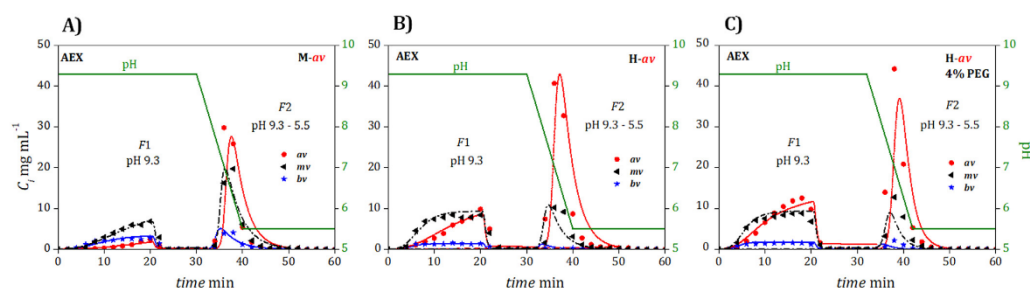 A)
AEX
M-av
pH
F1
pH 9.3
F2
pH 9.3 - 5.5
av
mv
bv
C_i mg mL^-1
50
40
30
20
10
0
10
9
8
7
6
5
0 10 20 30 40 50 60
time min
B)
AEX
H-av
pH
F1
pH 9.3
F2
pH 9.3 - 5.5
av
mv
bv
50
40
30
20
10
0
10
9
8
7
6
5
0 10 20 30 40 50 60
time min
C)
AEX
H-av
4% PEG
pH
F1
pH 9.3
F2
pH 9.3 - 5.5
av
mv
bv
50
40
30
20
10
0
10
9
8
7
6
5
pH
0 10 20 30 40 50 60
time min